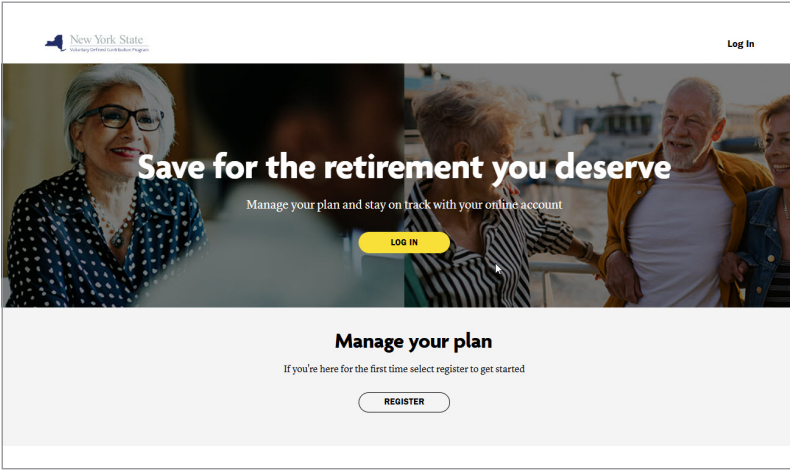 New York State
Voluntary Defined Contribution Program
Log In
Save for the retirement you deserve
Manage your plan and stay on track with your online account
LOG IN
Manage your plan
If you're here for the first time select register to get started
REGISTER